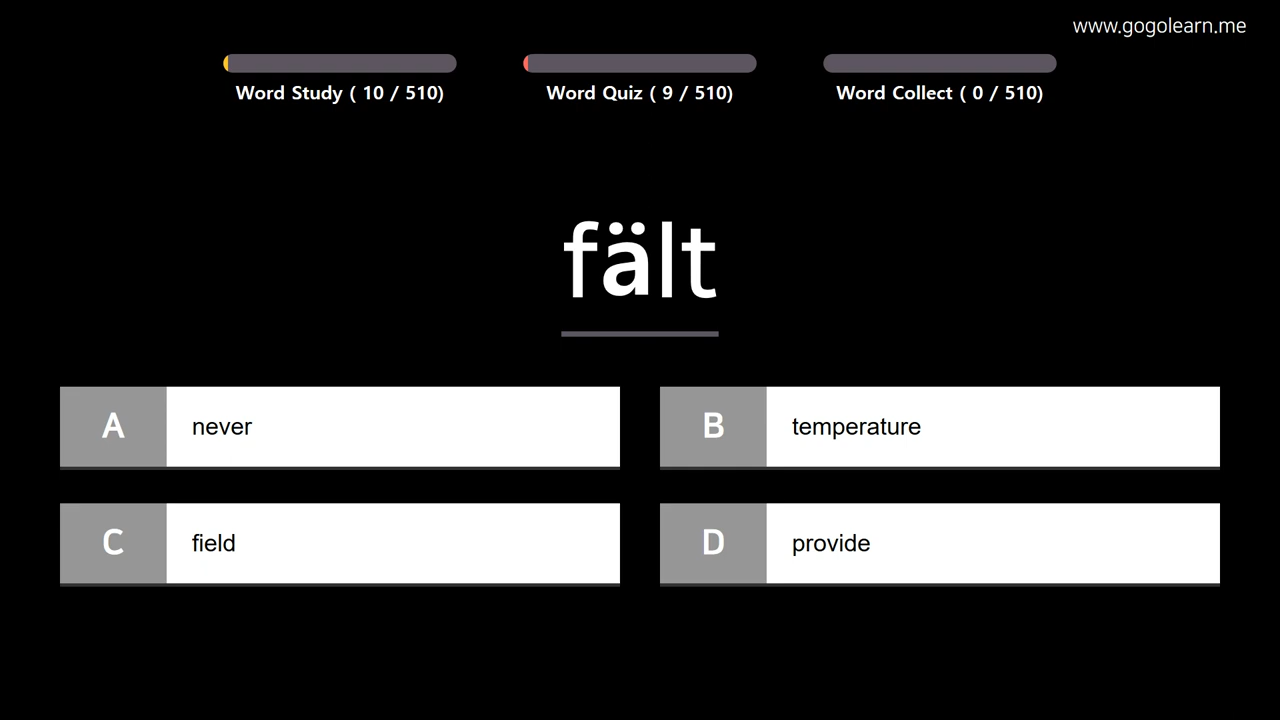 www.gogolearn.me
Word Study ( 10 / 510)
Word Quiz ( 9 / 510)
Word Collect ( 0 / 510)
fält
A never
B temperature
C field
D provide